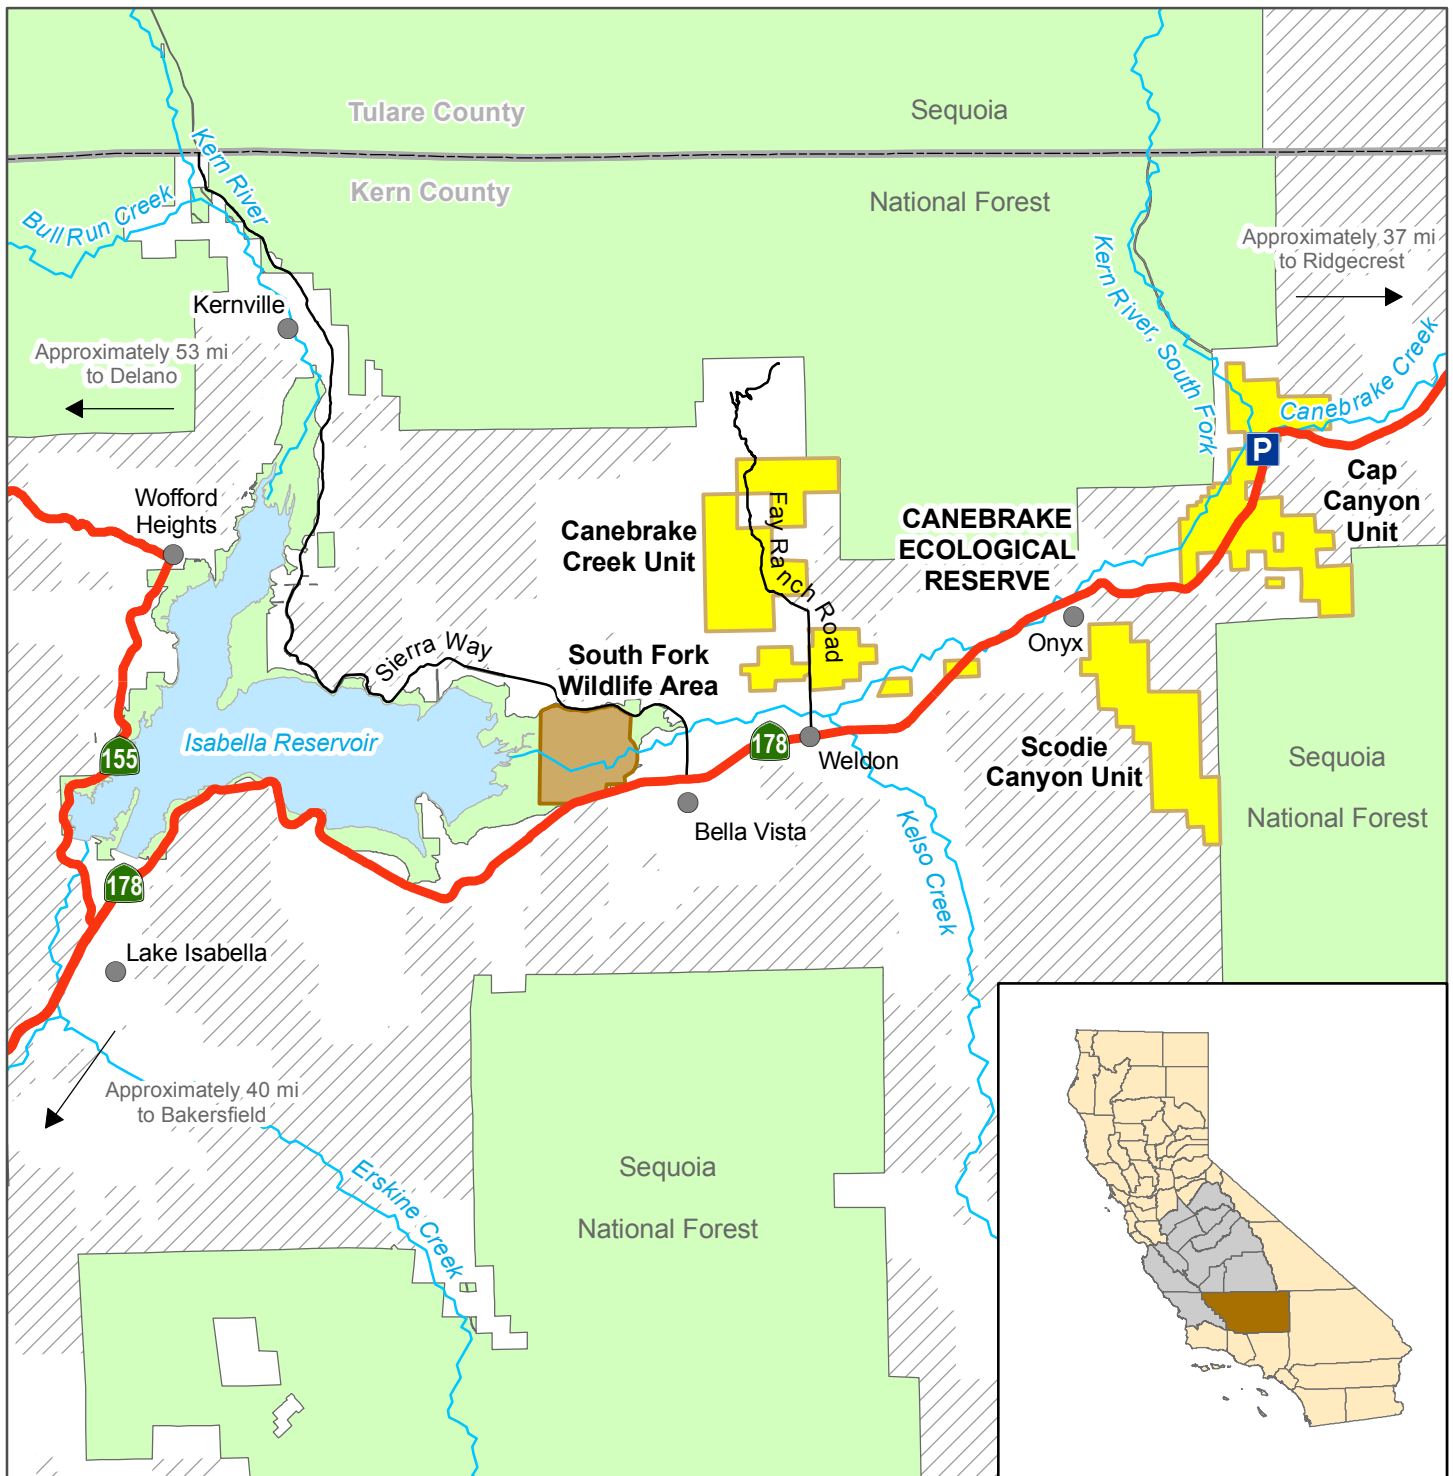 Tulare County
Sequoia
Kern River
Kern County
Bull Run Creek
National Forest
Approximately 37 mi
to Ridgecrest
Kern River, South Fork
Kernville
Approximately 53 mi
to Delano
Canebrake Creek
P
Cap
Canyon
Unit
Wofford
Heights
Fay Ranch Road
Canebrake
Creek Unit
CANEBRAKE
ECOLOGICAL
RESERVE
Onyx
Sierra Way
South Fork
Wildlife Area
155
Isabella Reservoir
178
Weldon
Scodie
Canyon Unit
Sequoia
National Forest
Bella Vista
Kelso Creek
178
Lake Isabella
Approximately 40 mi
to Bakersfield
Erskine Creek
Sequoia
National Forest